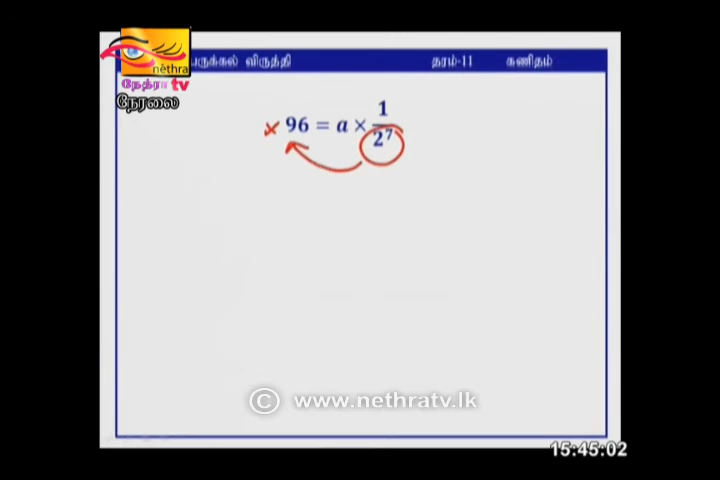 பெருக்கல் விருத்தி தரம்-11 கணிதம்
nethra
நேத்ரா tv
நேரலை
× 96 = a × 1/2⁷
© www.nethratv.lk
15:45:02